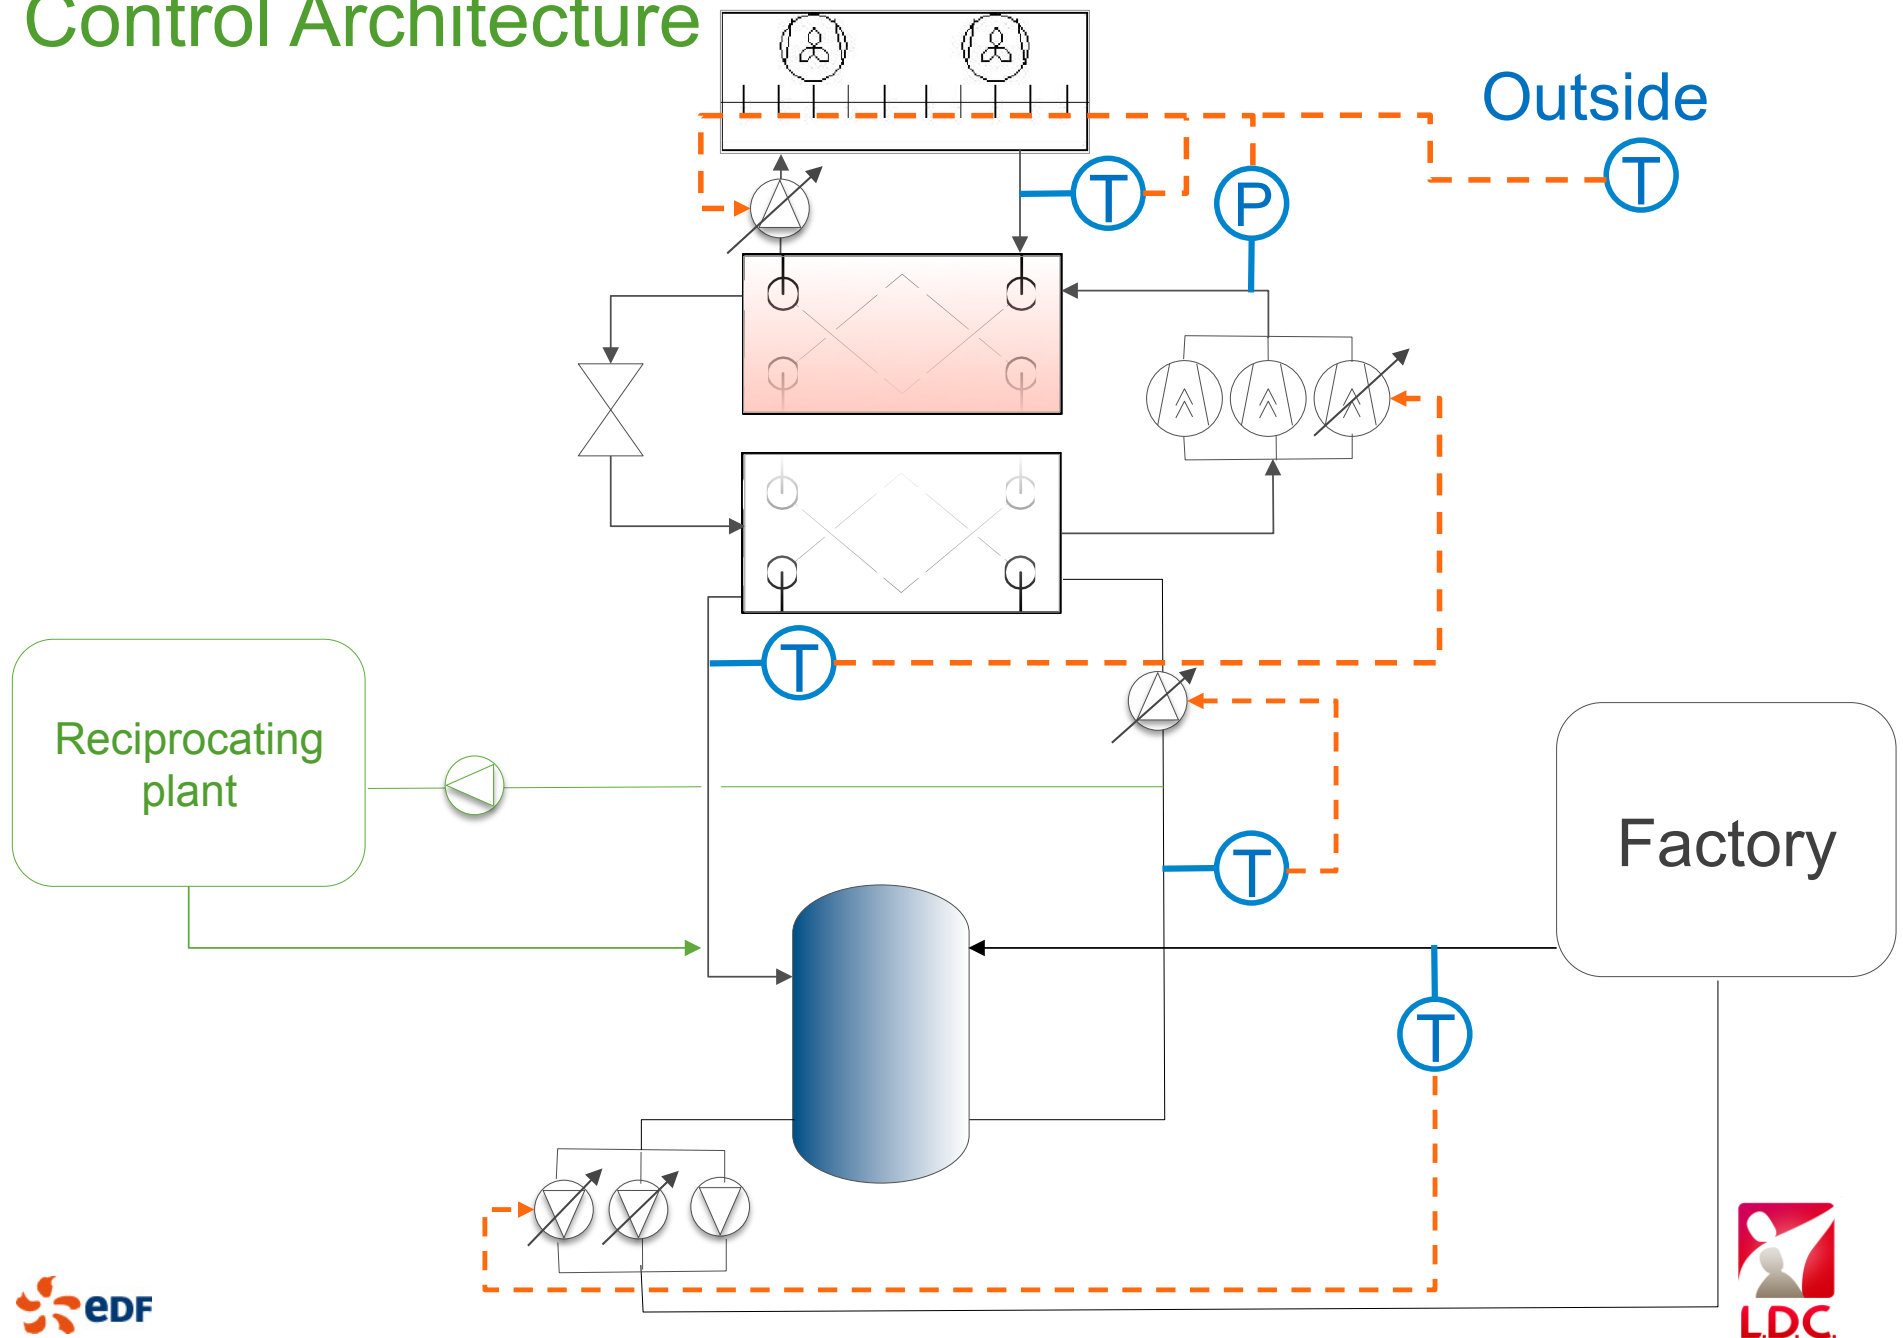 Control Architecture
Outside
T
T
P
T
Reciprocating
plant
T
Factory
T
eDF
L.D.C.